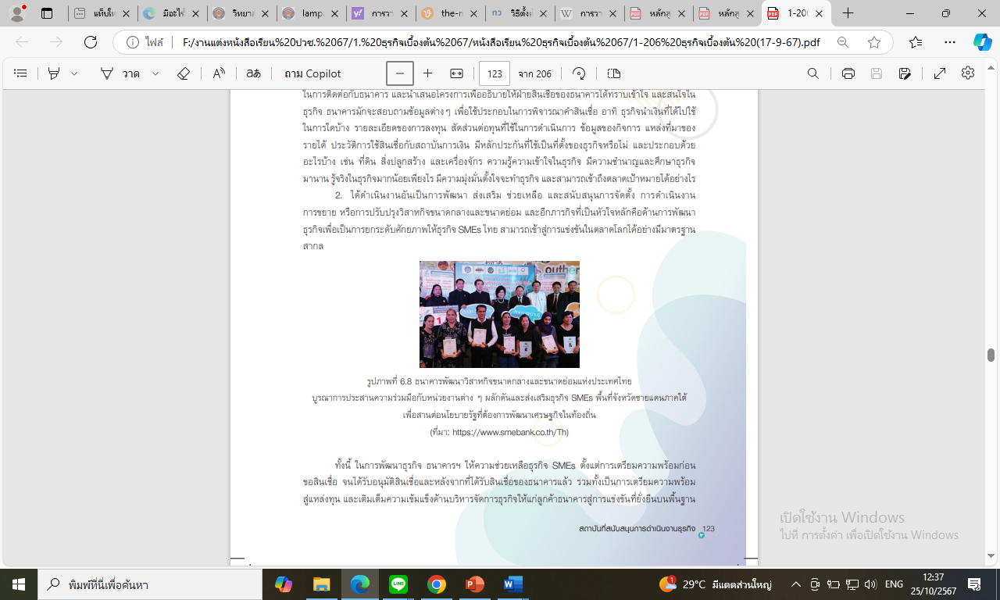 แท็บให
มีอะไร
วิทยาล
lampa
การวา
the-n
วิธีตั้งเ
การวา
หลักสู
หลักสู
1-20
ไฟล์ F:/งานแต่งหนังสือเรียน%20ปวช.%2067/1.%20ธุรกิจเบื้องต้น%2067/หนังสือเรียน%20ธุรกิจเบื้องต้น%2067/1-206%20ธุรกิจเบื้องต้น%20(17-9-67).pdf
วาด
ถาม Copilot
123 จาก 206
ในการติดต่อกับธนาคาร และนำเสนอโครงการเพื่ออธิบายให้ฝ่ายสินเชื่อของธนาคารได้ทราบเข้าใจ และสนใจใน
ธุรกิจ ธนาคารมักจะสอบถามข้อมูลต่าง ๆ เพื่อใช้ประกอบในการพิจารณาคำสินเชื่อ อาทิ ธุรกิจนำเงินที่ได้ไปใช้
ในการใดบ้าง รายละเอียดของการลงทุน สัดส่วนต่อทุนที่ใช้ในการดำเนินการ ข้อมูลของกิจการ แหล่งที่มาของ
รายได้ ประวัติการใช้สินเชื่อกับสถาบันการเงิน มีหลักประกันที่ใช้เป็นที่ตั้งของธุรกิจหรือไม่ และประกอบด้วย
อะไรบ้าง เช่น ที่ดิน สิ่งปลูกสร้าง และเครื่องจักร ความรู้ความเข้าใจในธุรกิจ มีความชำนาญและศึกษาธุรกิจ
มานาน รู้จริงในธุรกิจมากน้อยเพียงไร มีความมุ่งมั่นตั้งใจจะทำธุรกิจ และสามารถเข้าถึงตลาดเป้าหมายได้อย่างไร
2. ได้ดำเนินงานอันเป็นการพัฒนา ส่งเสริม ช่วยเหลือ และสนับสนุนการจัดตั้ง การดำเนินงาน
การขยาย หรือการปรับปรุงวิสาหกิจขนาดกลางและขนาดย่อม และอีกภารกิจที่เป็นหัวใจหลักคือด้านการพัฒนา
ธุรกิจเพื่อเป็นการยกระดับศักยภาพให้ธุรกิจ SMEs ไทย สามารถเข้าสู่การแข่งขันในตลาดโลกได้อย่างมีมาตรฐาน
สากล
รูปภาพที่ 6.8 ธนาคารพัฒนาวิสาหกิจขนาดกลางและขนาดย่อมแห่งประเทศไทย
บูรณาการประสานความร่วมมือกับหน่วยงานต่าง ๆ ผลักดันและส่งเสริมธุรกิจ SMEs พื้นที่จังหวัดชายแดนภาคใต้
เพื่อสานต่อนโยบายรัฐที่ต้องการพัฒนาเศรษฐกิจในท้องถิ่น
(ที่มา: https://www.smebank.co.th/Th)
ทั้งนี้ ในการพัฒนาธุรกิจ ธนาคารฯ ให้ความช่วยเหลือธุรกิจ SMEs ตั้งแต่การเตรียมความพร้อมก่อน
ขอสินเชื่อ จนได้รับอนุมัติสินเชื่อและหลังจากที่ได้รับสินเชื่อของธนาคารแล้ว รวมทั้งเป็นการเตรียมความพร้อม
สู่แหล่งทุน และเติมเต็มความเข้มแข็งด้านบริหารจัดการธุรกิจให้แก่ลูกค้าธนาคารสู่การแข่งขันที่ยั่งยืนบนพื้นฐาน
สถาบันที่สนับสนุนการดำเนินงานธุรกิจ 123
เปิดใช้งาน Windows
ไปที่ การตั้งค่า เพื่อเปิดใช้งาน Windows
พิมพ์ที่นี่เพื่อค้นหา
29°C มีแดดส่วนใหญ่
ENG
12:37
25/10/2567